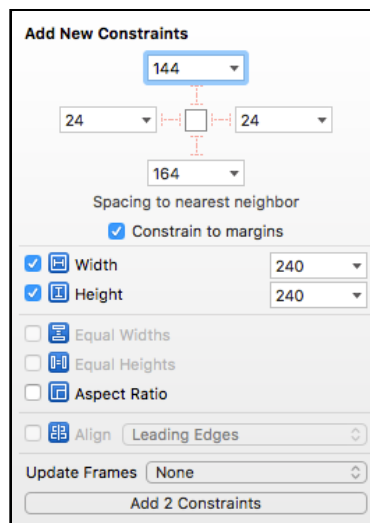 Add New Constraints
144
24 24
164
Spacing to nearest neighbor
Constrain to margins
Width 240
Height 240
Equal Widths
Equal Heights
Aspect Ratio
Align Leading Edges
Update Frames None
Add 2 Constraints